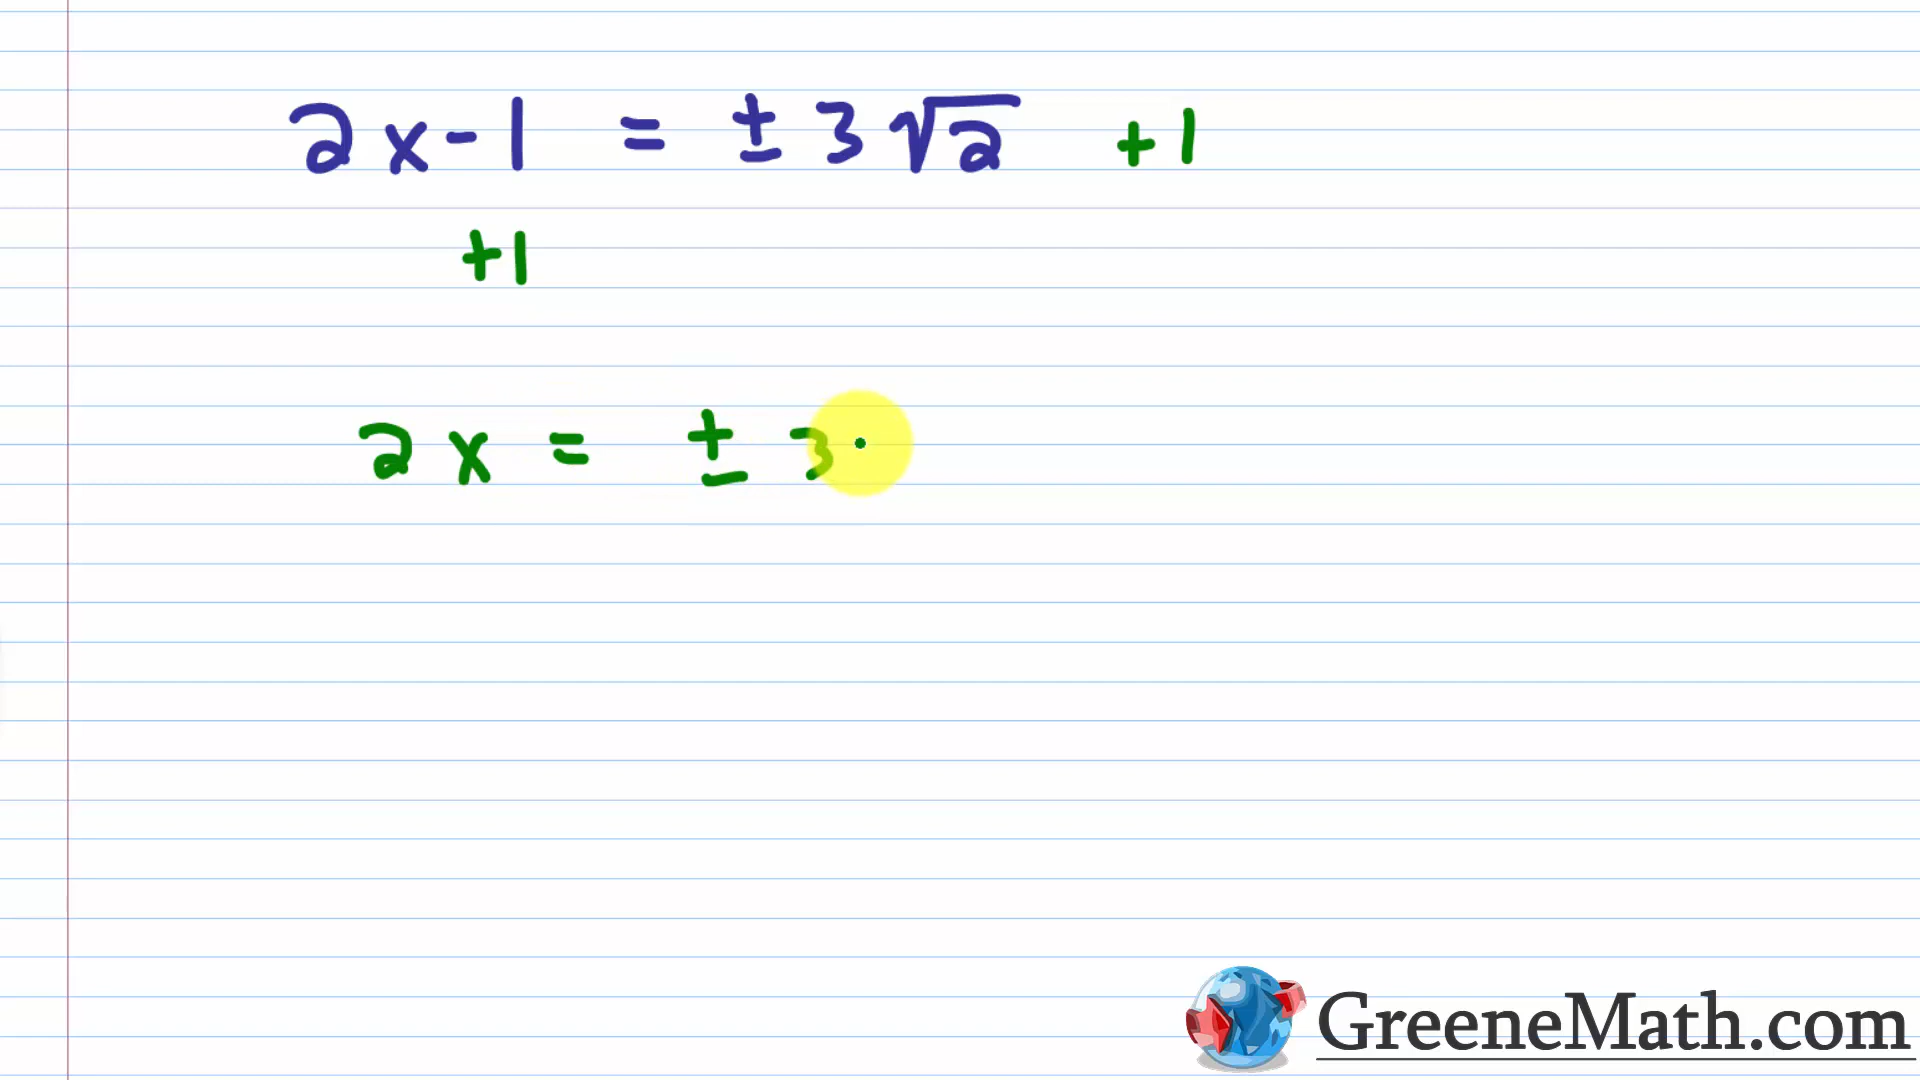 2x-1 = ±3√2 +1
+1
2x = ±3
GreeneMath.com